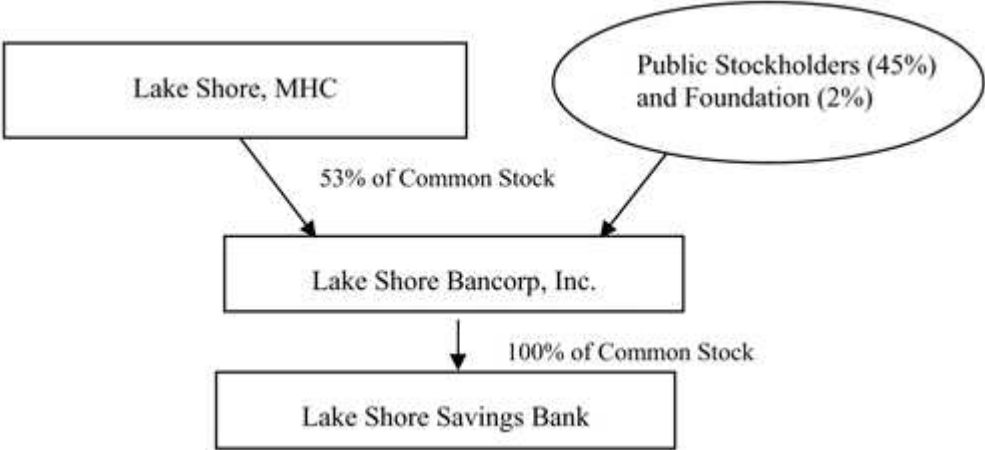 Lake Shore, MHC
Public Stockholders (45%)
and Foundation (2%)
53% of Common Stock
Lake Shore Bancorp, Inc.
100% of Common Stock
Lake Shore Savings Bank